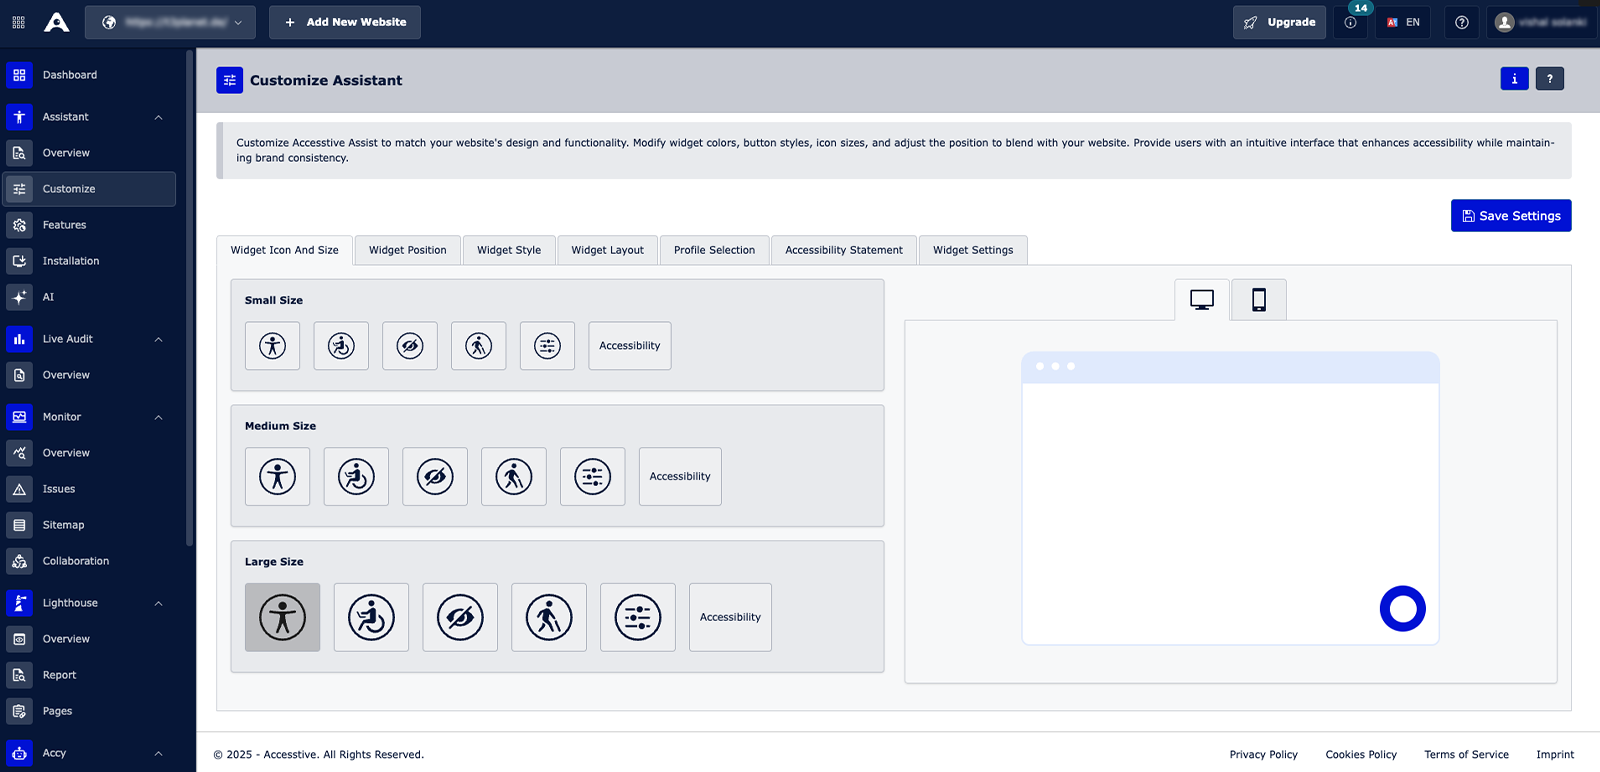 Add New Website
Upgrade
14
EN
Dashboard
Assistant
Overview
Customize
Features
Installation
AI
Live Audit
Overview
Monitor
Overview
Issues
Sitemap
Collaboration
Lighthouse
Overview
Report
Pages
Accy
Customize Assistant
i
?
Customize Accesstive Assist to match your website's design and functionality. Modify widget colors, button styles, icon sizes, and adjust the position to blend with your website. Provide users with an intuitive interface that enhances accessibility while maintain-
ing brand consistency.
Save Settings
Widget Icon And Size
Widget Position
Widget Style
Widget Layout
Profile Selection
Accessibility Statement
Widget Settings
Small Size
Accessibility
Medium Size
Accessibility
Large Size
Accessibility
© 2025 - Accesstive. All Rights Reserved.
Privacy Policy
Cookies Policy
Terms of Service
Imprint